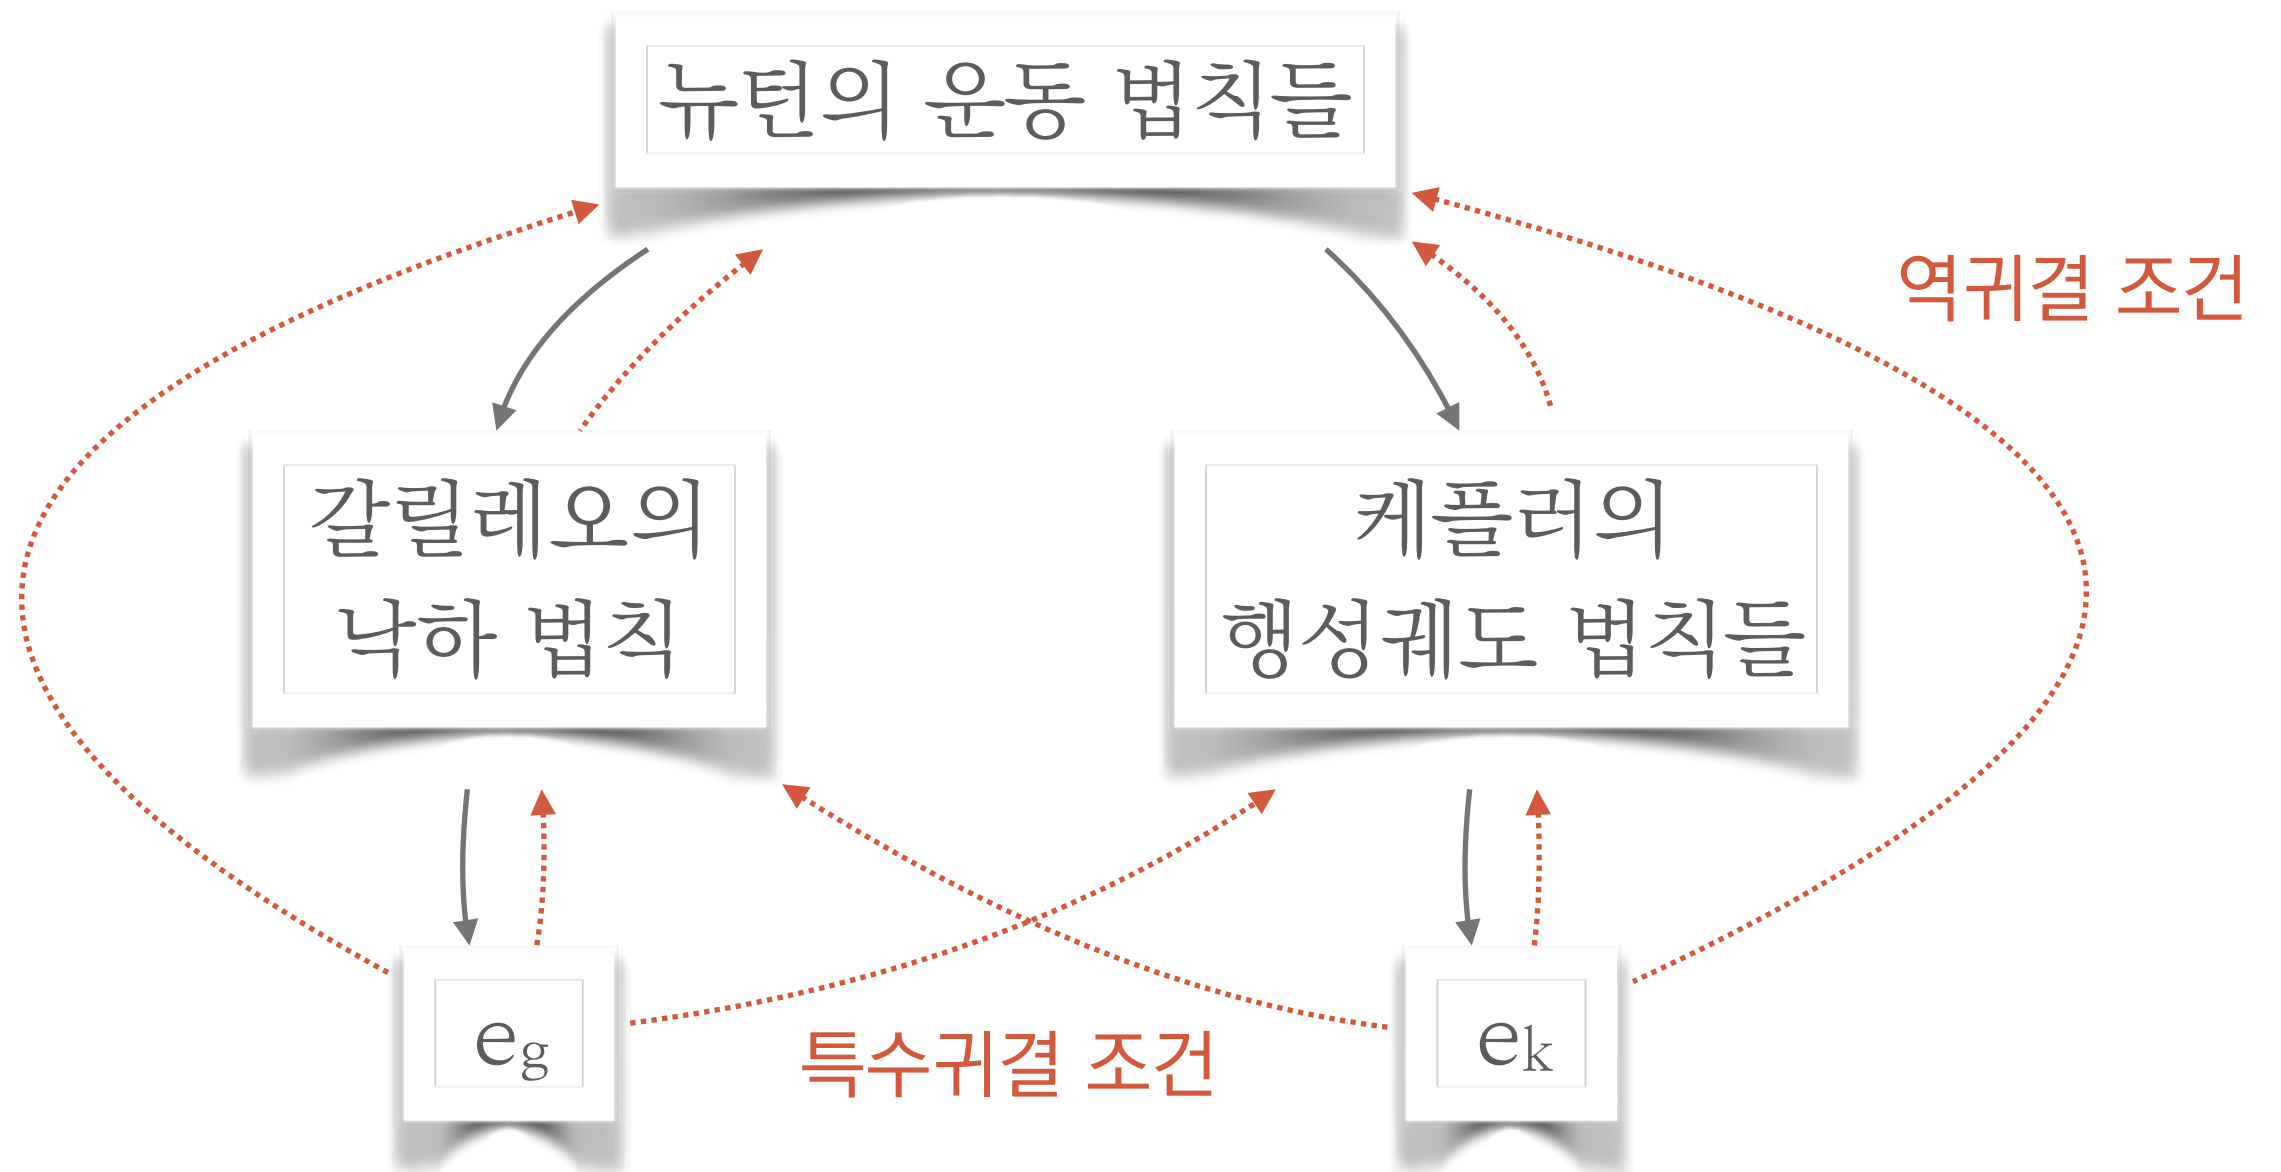 뉴턴의 운동 법칙들
역귀결 조건
갈릴레오의
낙하 법칙
케플러의
행성궤도 법칙들
eg
특수귀결 조건
ek